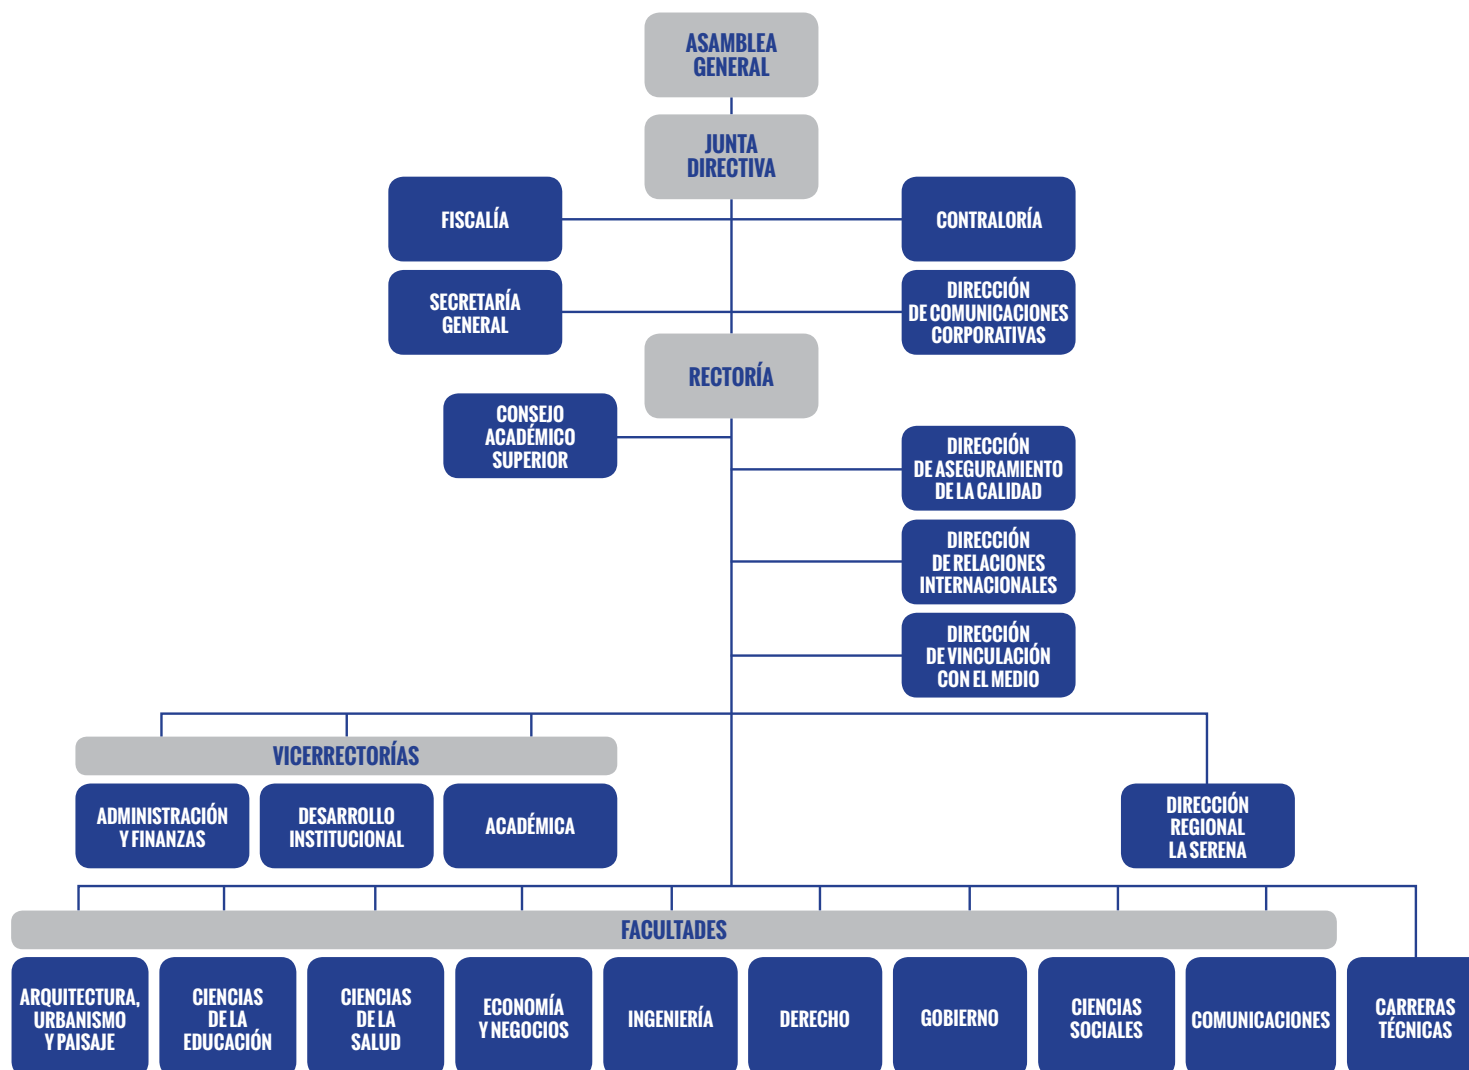 ASAMBLEA
GENERAL
JUNTA
DIRECTIVA
FISCALÍA
CONTRALORÍA
SECRETARÍA
GENERAL
DIRECCIÓN
DE COMUNICACIONES
CORPORATIVAS
RECTORÍA
CONSEJO
ACADÉMICO
SUPERIOR
DIRECCIÓN
DE ASEGURAMIENTO
DE LA CALIDAD
DIRECCIÓN
DE RELACIONES
INTERNACIONALES
DIRECCIÓN
DE VINCULACIÓN
CON EL MEDIO
VICERRECTORÍAS
ADMINISTRACIÓN
Y FINANZAS
DESARROLLO
INSTITUCIONAL
ACADÉMICA
DIRECCIÓN
REGIONAL
LA SERENA
FACULTADES
ARQUITECTURA,
URBANISMO
Y PAISAJE
CIENCIAS
DE LA
EDUCACIÓN
CIENCIAS
DE LA
SALUD
ECONOMÍA
Y NEGOCIOS
INGENIERÍA
DERECHO
GOBIERNO
CIENCIAS
SOCIALES
COMUNICACIONES
CARRERAS
TÉCNICAS